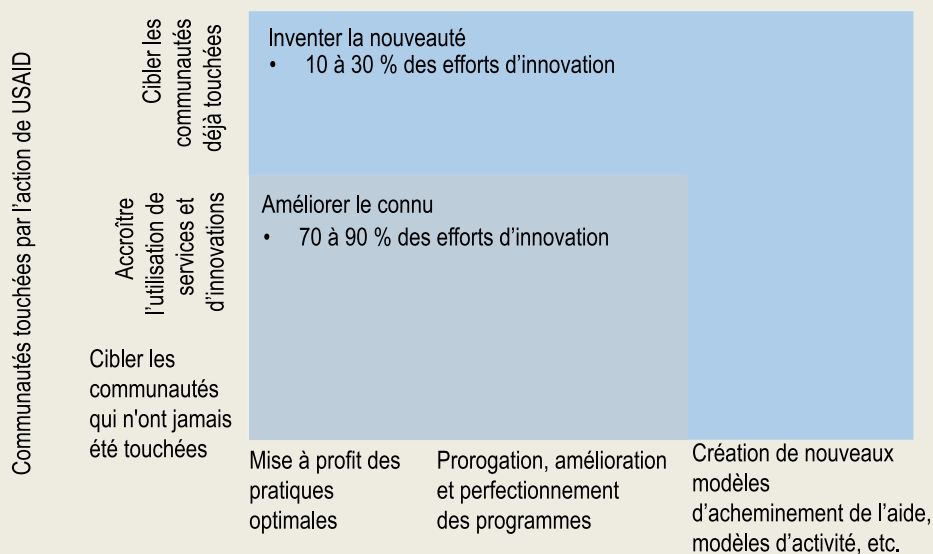 Communautés touchées par l'action de USAID
Cibler les
communautés
déjà touchées
Inventer la nouveauté
• 10 à 30 % des efforts d'innovation
Accroître
l'utilisation de
services et
d'innovations
Améliorer le connu
• 70 à 90 % des efforts d'innovation
Cibler les
communautés
qui n'ont jamais
été touchées
Mise à profit des
pratiques
optimales
Prorogation, amélioration
et perfectionnement
des programmes
Création de nouveaux
modèles
d'acheminement de l'aide,
modèles d'activité, etc.